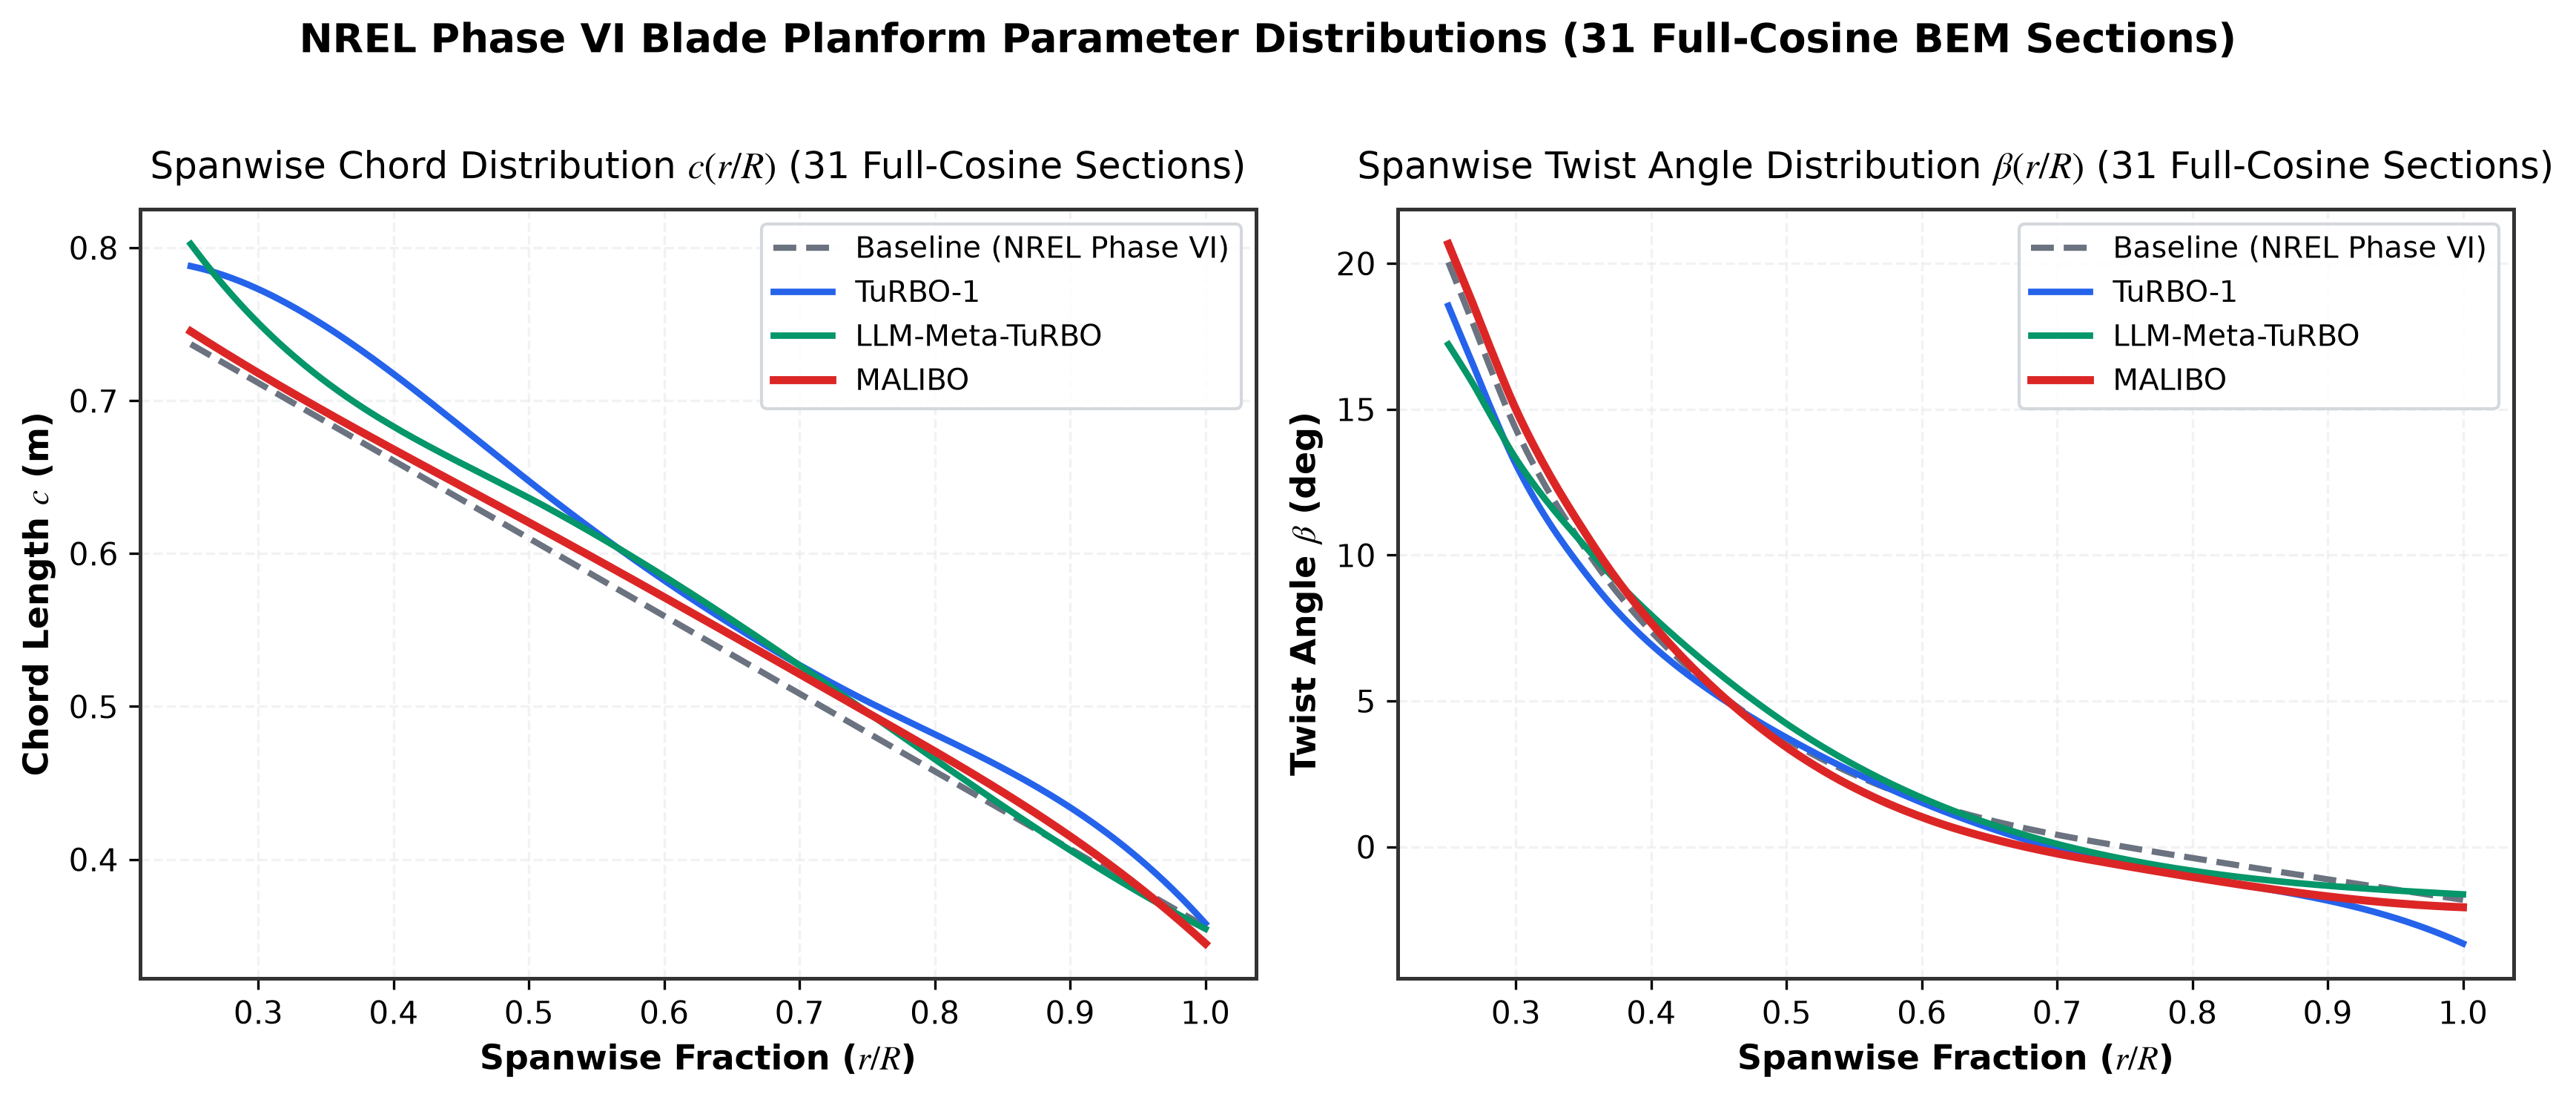 NREL Phase VI Blade Planform Parameter Distributions (31 Full-Cosine BEM Sections)
Spanwise Chord Distribution c(r/R) (31 Full-Cosine Sections)
Chord Length c (m)
0.8
0.7
0.6
0.5
0.4
Baseline (NREL Phase VI)
TuRBO-1
LLM-Meta-TuRBO
MALIBO
0.3 0.4 0.5 0.6 0.7 0.8 0.9 1.0
Spanwise Fraction (r/R)
Spanwise Twist Angle Distribution β(r/R) (31 Full-Cosine Sections)
Twist Angle β (deg)
20
15
10
5
0
Baseline (NREL Phase VI)
TuRBO-1
LLM-Meta-TuRBO
MALIBO
0.3 0.4 0.5 0.6 0.7 0.8 0.9 1.0
Spanwise Fraction (r/R)